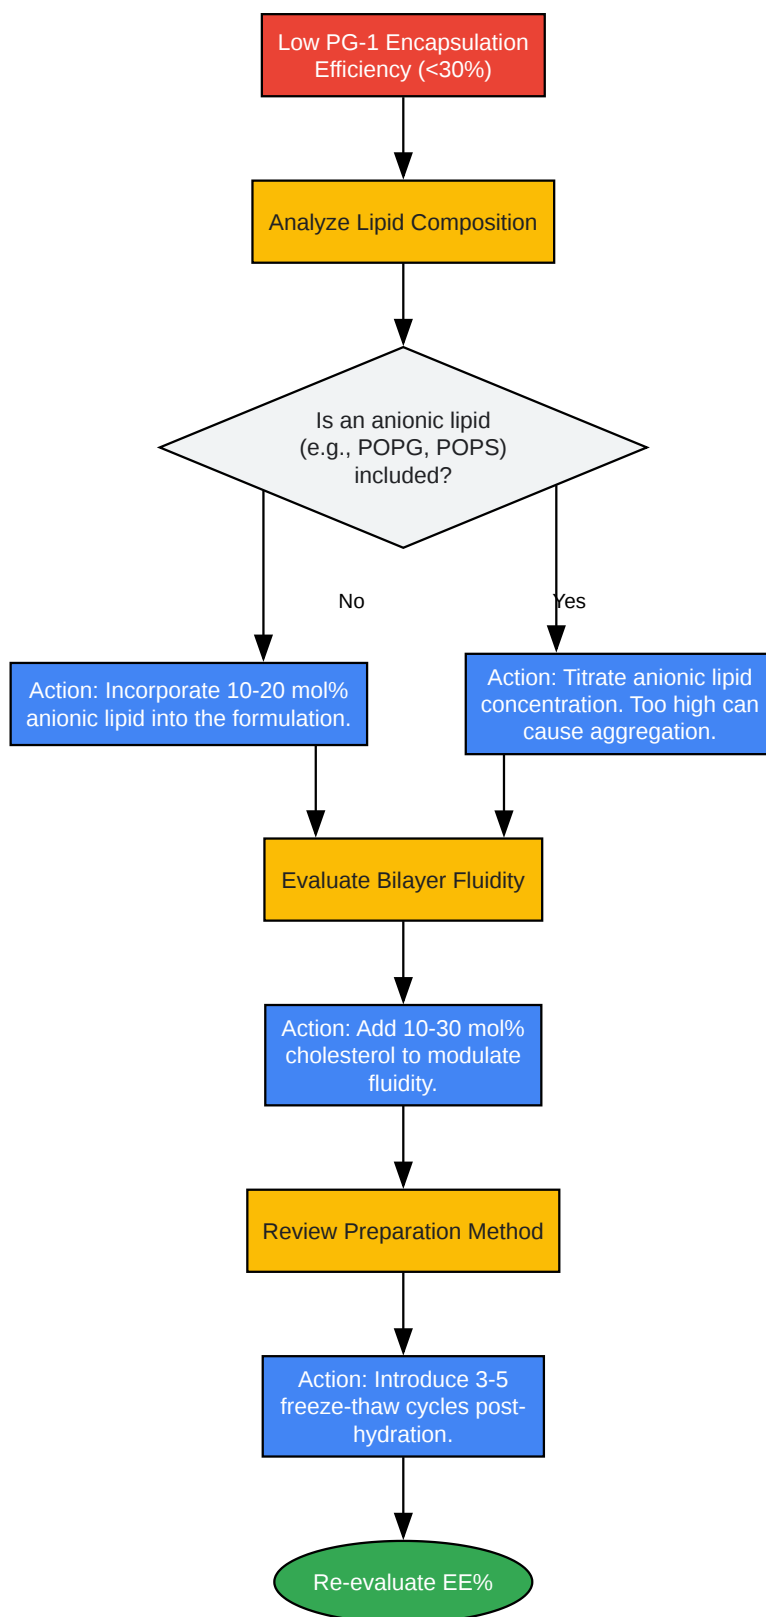 Low PG-1 Encapsulation
Efficiency (<30%)
Analyze Lipid Composition
Is an anionic lipid
(e.g., POPG, POPS)
included?
No
Yes
Action: Incorporate 10-20 mol%
anionic lipid into the formulation.
Action: Titrate anionic lipid
concentration. Too high can
cause aggregation.
Evaluate Bilayer Fluidity
Action: Add 10-30 mol%
cholesterol to modulate
fluidity.
Review Preparation Method
Action: Introduce 3-5
freeze-thaw cycles post-
hydration.
Re-evaluate EE%